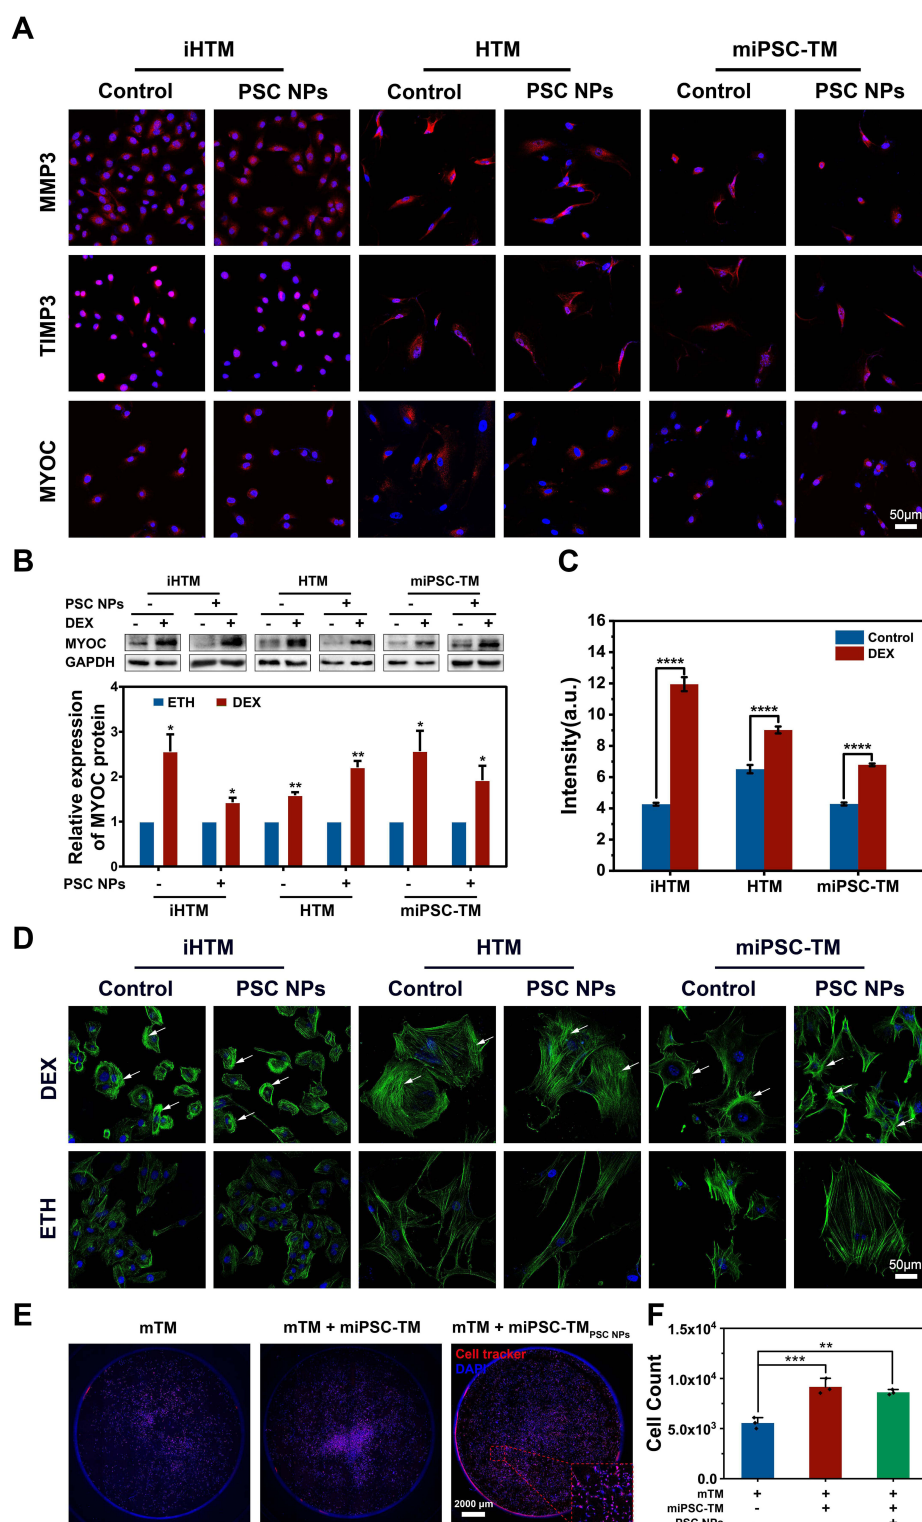 A
iHTM HTM miPSC-TM
Control PSC NPs Control PSC NPs Control PSC NPs
MMP3
TIMP3
MYOC
50μm
B
iHTM HTM miPSC-TM
PSC NPs - + - + - +
DEX - + - + - + - + - + - +
MYOC
GAPDH
Relative expression
of MYOC protein
4
3
2
1
0
ETH DEX
* * ** ** * *
PSC NPs - + - + - +
iHTM HTM miPSC-TM
C
Intensity(a.u.)
16
14
12
10
8
6
4
2
0
Control
DEX
**** **** ****
iHTM HTM miPSC-TM
D
iHTM HTM miPSC-TM
Control PSC NPs Control PSC NPs Control PSC NPs
DEX
ETH
50μm
E
mTM mTM + miPSC-TM mTM + miPSC-TMPSC NPs
Cell tracker
DAPI
2000 μm
F
Cell Count
1.5x10⁴
1.0x10⁴
5.0x10³
0.0
**
***
mTM + + +
miPSC-TM - + +
PSC NPs - - +